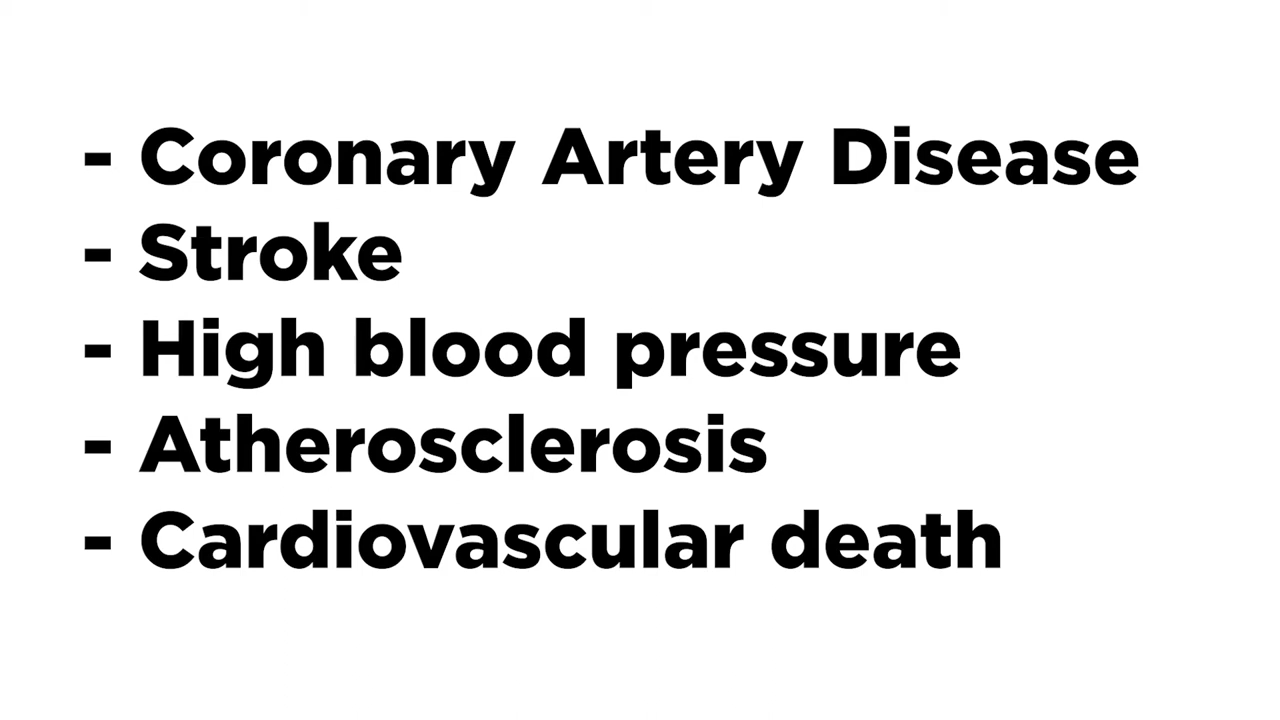 - Coronary Artery Disease
- Stroke
- High blood pressure
- Atherosclerosis
- Cardiovascular death